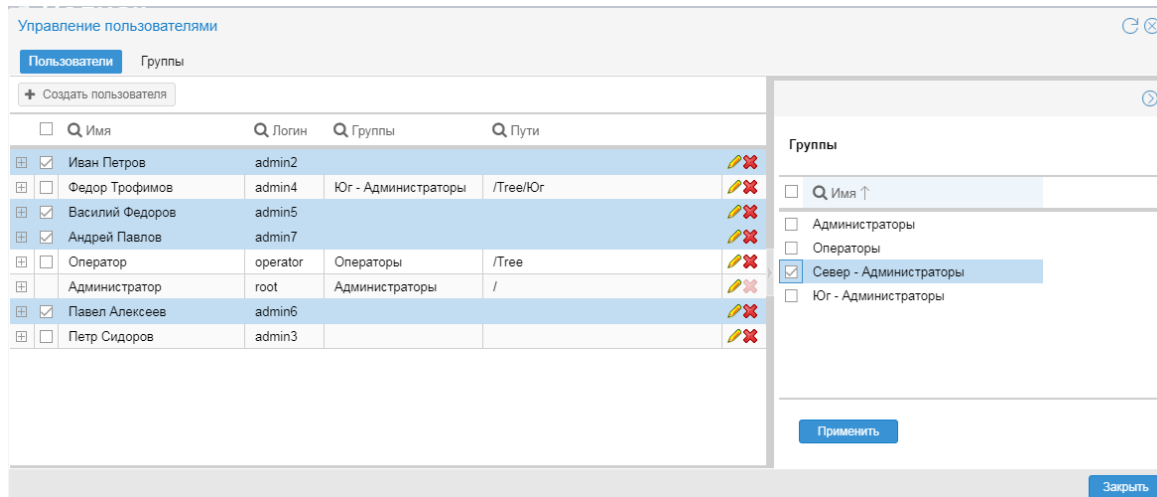 Управление пользователями
Пользователи Группы
Создать пользователя
Имя Логин Группы Пути
Иван Петров admin2
Федор Трофимов admin4 Юг - Администраторы /Tree/Юг
Василий Федоров admin5
Андрей Павлов admin7
Оператор operator Операторы /Tree
Администратор root Администраторы /
Павел Алексеев admin6
Петр Сидоров admin3
Группы
Имя ↑
Администраторы
Операторы
Север - Администраторы
Юг - Администраторы
Применить
Закрыть